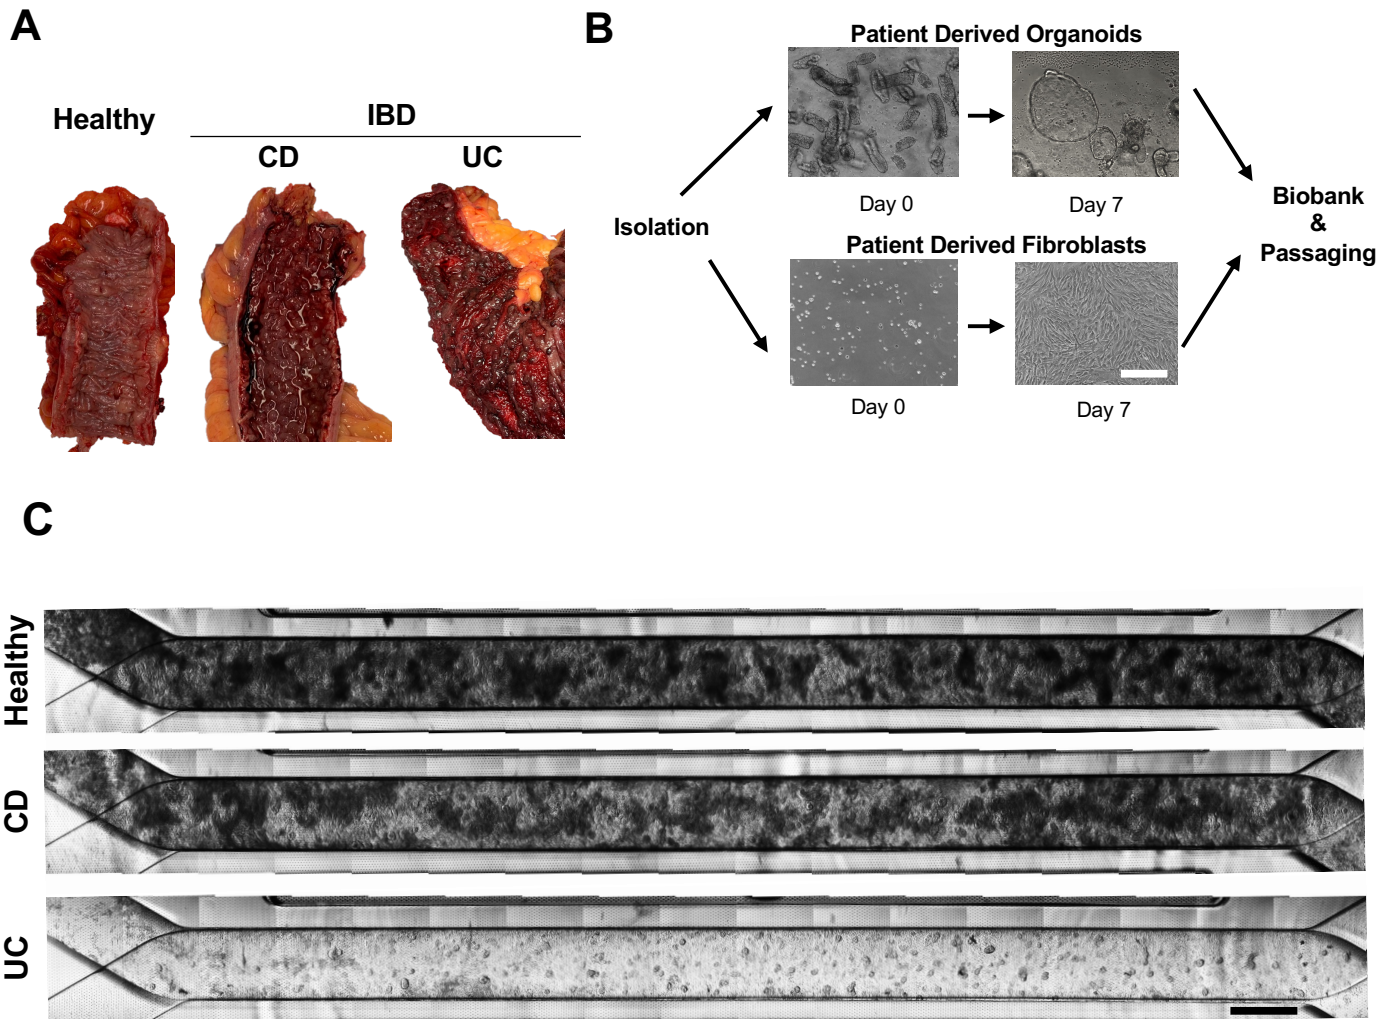 A
Healthy
IBD
CD
UC
B
Patient Derived Organoids
Day 0
Day 7
Isolation
Patient Derived Fibroblasts
Day 0
Day 7
Biobank
&
Passaging
C
Healthy
CD
UC